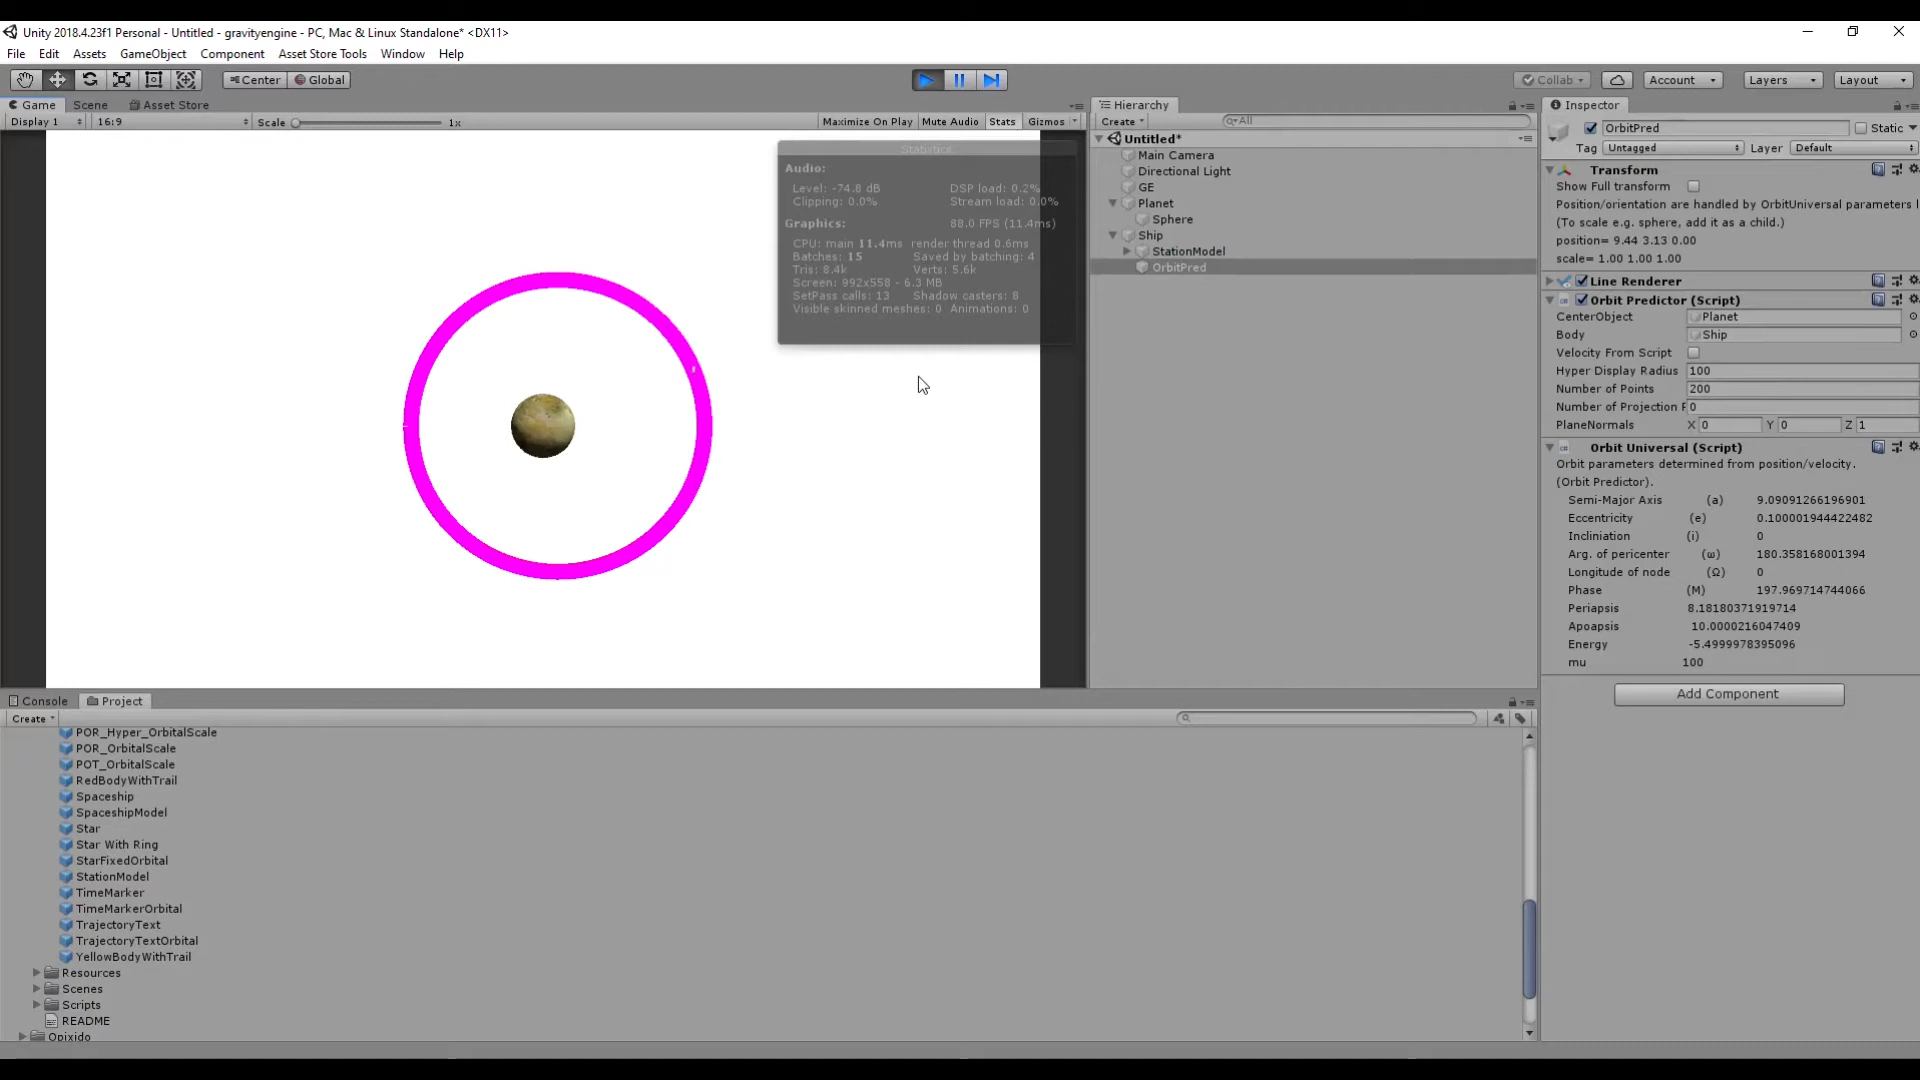 Unity 2018.4.23f1 Personal - Untitled - gravityengine - PC, Mac & Linux Standalone* <DX11>
File Edit Assets GameObject Component Asset Store Tools Window Help
Center Global Collab Account Layers Layout
Game Scene Asset Store
Display 1 16:9 Scale 1x Maximize On Play Mute Audio Stats Gizmos
Statistics
Audio:
Level: -74.8 dB DSP load: 0.2%
Clipping: 0.0% Stream load: 0.0%
Graphics: 88.0 FPS (11.4ms)
CPU: main 11.4ms render thread 0.6ms
Batches: 15 Saved by batching: 4
Tris: 8.4k Verts: 5.6k
Screen: 992x558 - 6.3 MB
SetPass calls: 13 Shadow casters: 8
Visible skinned meshes: 0 Animations: 0
Hierarchy
Create All
Untitled*
Main Camera
Directional Light
GE
Planet
Sphere
Ship
StationModel
OrbitPred
Inspector
OrbitPred Static
Tag Untagged Layer Default
Transform
Show Full transform
Position/orientation are handled by OrbitUniversal parameters
(To scale e.g. sphere, add it as a child.)
position= 9.44 3.13 0.00
scale= 1.00 1.00 1.00
Line Renderer
Orbit Predictor (Script)
CenterObject Planet
Body Ship
Velocity From Script
Hyper Display Radius 100
Number of Points 200
Number of Projection P 0
PlaneNormals X 0 Y 0 Z 1
Orbit Universal (Script)
Orbit parameters determined from position/velocity.
(Orbit Predictor).
Semi-Major Axis (a) 9.09091266196901
Eccentricity (e) 0.100001944422482
Incliniation (i) 0
Arg. of pericenter (ω) 180.358168001394
Longitude of node (Ω) 0
Phase (M) 197.969714744066
Periapsis 8.18180371919714
Apoapsis 10.0000216047409
Energy -5.4999978395096
mu 100
Add Component
Console Project
Create
POR_Hyper_OrbitalScale
POR_OrbitalScale
POT_OrbitalScale
RedBodyWithTrail
Spaceship
SpaceshipModel
Star
Star With Ring
StarFixedOrbital
StationModel
TimeMarker
TimeMarkerOrbital
TrajectoryText
TrajectoryTextOrbital
YellowBodyWithTrail
Resources
Scenes
Scripts
README
Opixido